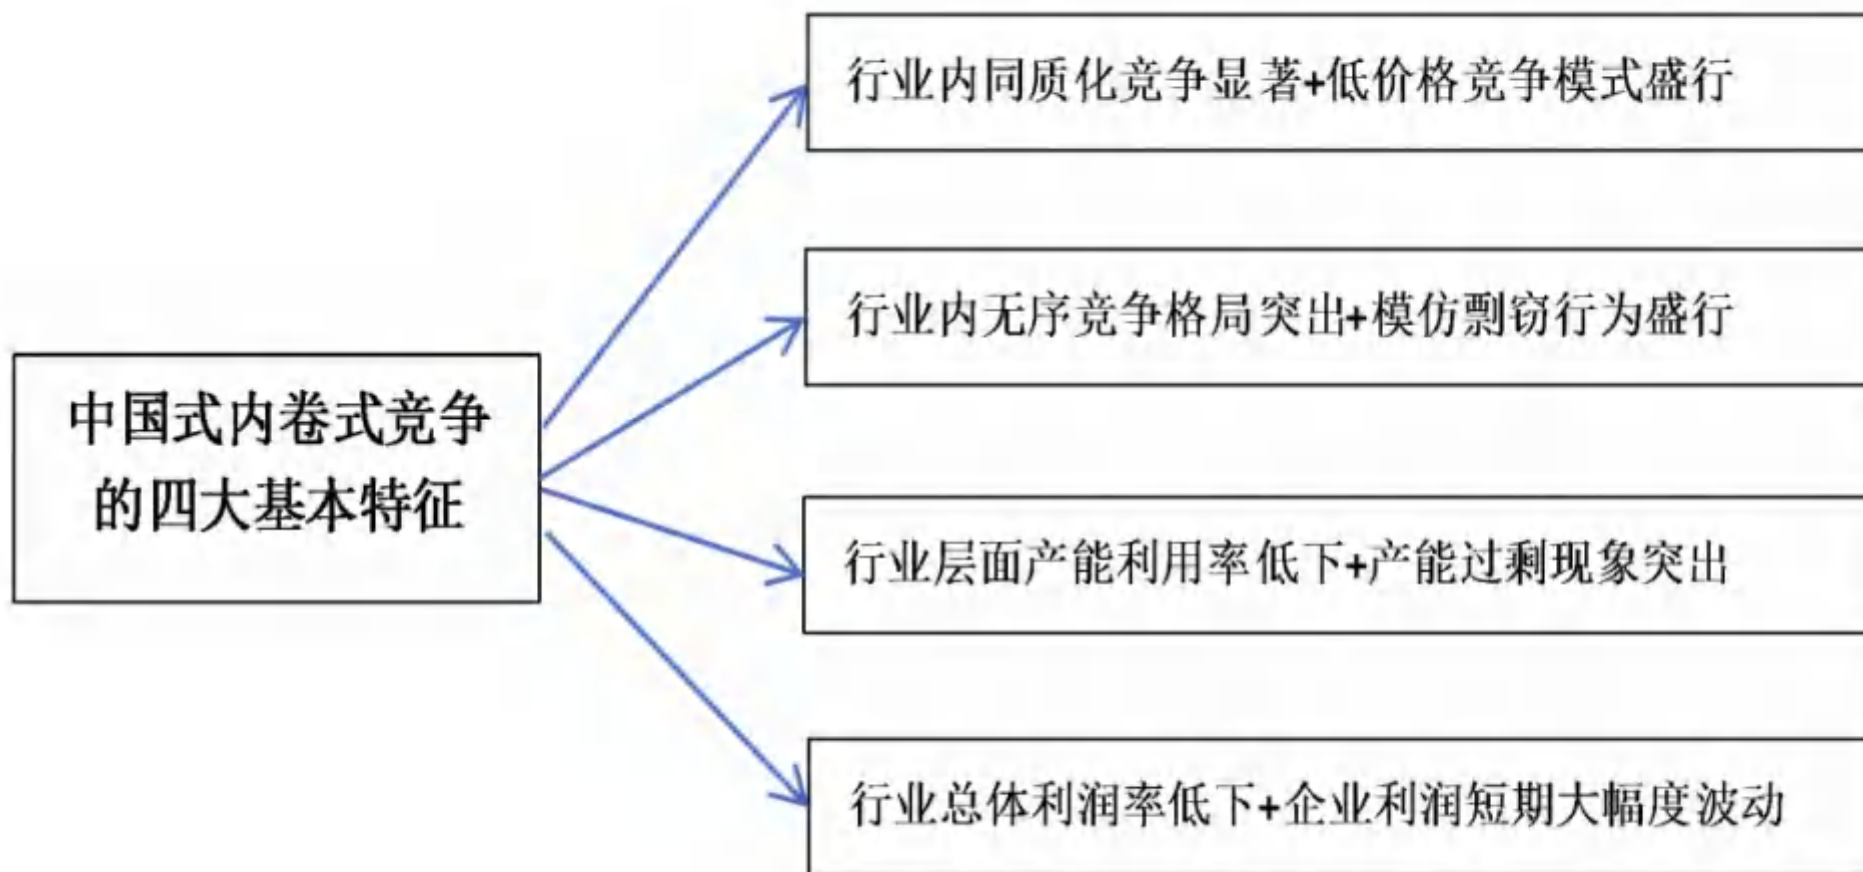 行业内同质化竞争显著+低价格竞争模式盛行
行业内无序竞争格局突出+模仿剽窃行为盛行
中国式内卷式竞争
的四大基本特征
行业层面产能利用率低下+产能过剩现象突出
行业总体利润率低下+企业利润短期大幅度波动